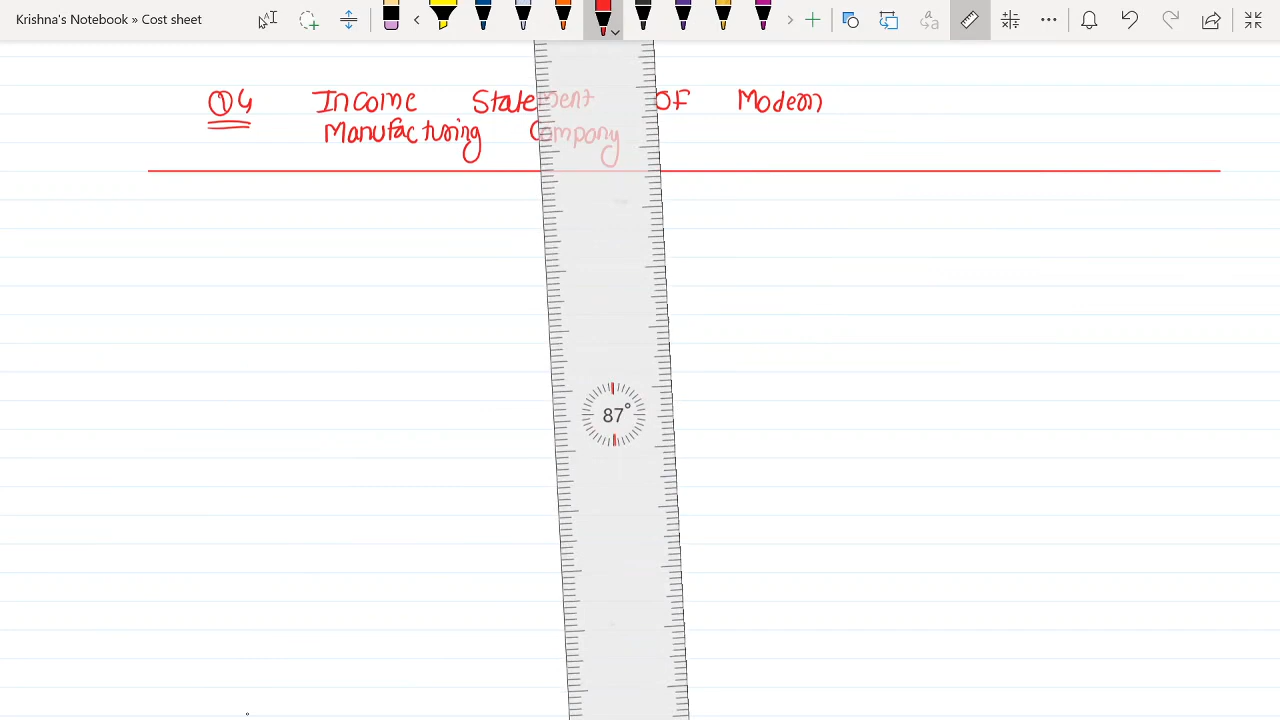 Krishna's Notebook » Cost sheet
Q4 Income Statement Of Modern
Manufacturing Company
87°